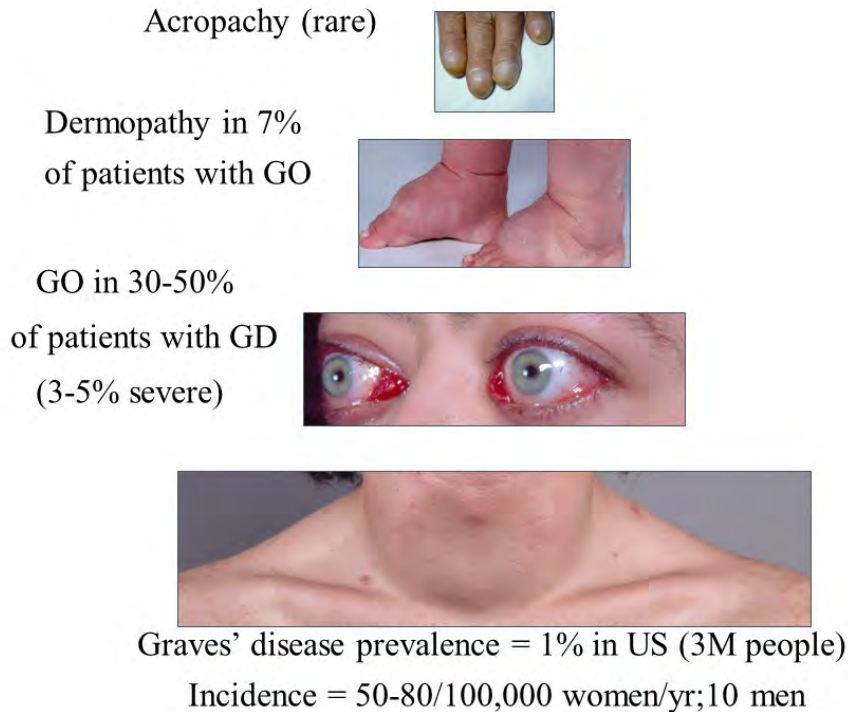 Acropachy (rare)
Dermopathy in 7%
of patients with GO
GO in 30-50%
of patients with GD
(3-5% severe)
Graves' disease prevalence = 1% in US (3M people)
Incidence = 50-80/100,000 women/yr;10 men